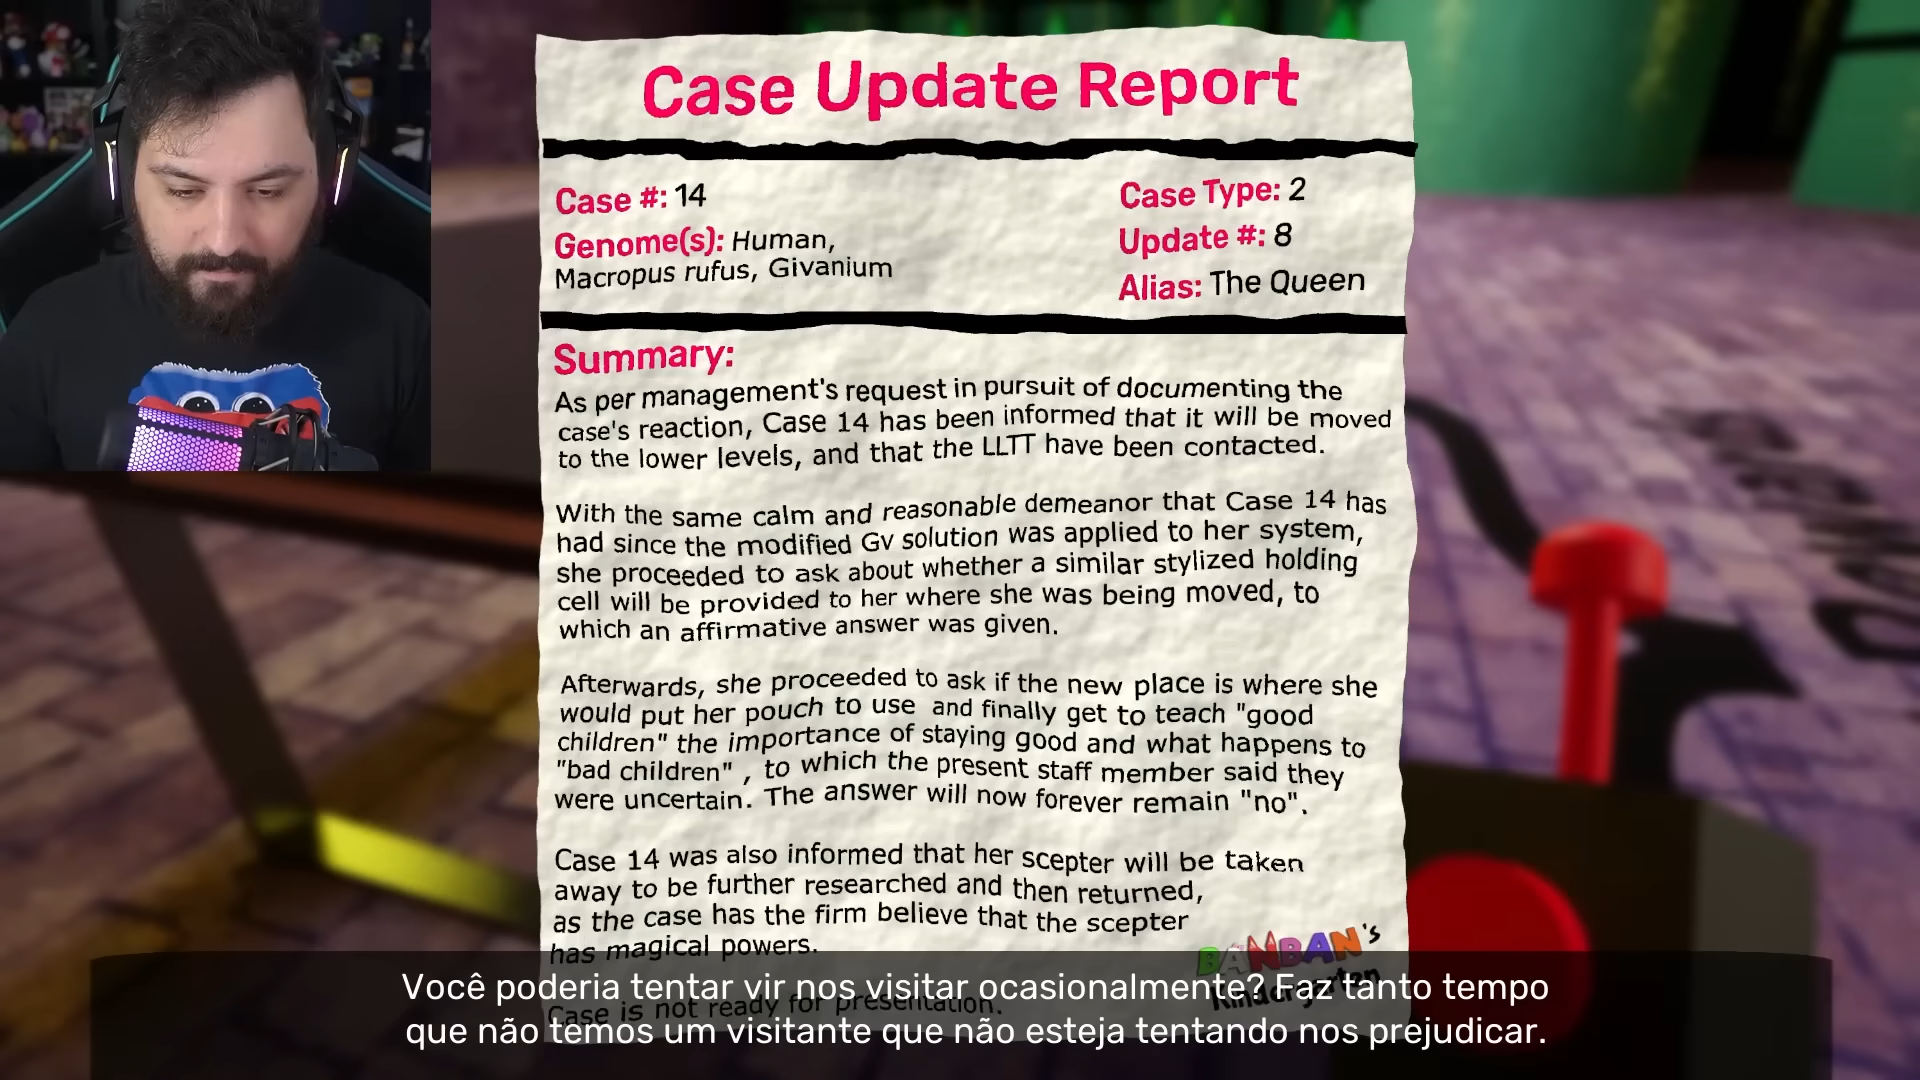 Case Update Report
Case #: 14
Genome(s): Human,
Macropus rufus, Givanium
Case Type: 2
Update #: 8
Alias: The Queen
Summary:
As per management's request in pursuit of documenting the
case's reaction, Case 14 has been informed that it will be moved
to the lower levels, and that the LLTT have been contacted.
With the same calm and reasonable demeanor that Case 14 has
had since the modified Gv solution was applied to her system,
she proceeded to ask about whether a similar stylized holding
cell will be provided to her where she was being moved, to
which an affirmative answer was given.
Afterwards, she proceeded to ask if the new place is where she
would put her pouch to use and finally get to teach "good
children" the importance of staying good and what happens to
"bad children" , to which the present staff member said they
were uncertain. The answer will now forever remain "no".
Case 14 was also informed that her scepter will be taken
away to be further researched and then returned,
as the case has the firm believe that the scepter
has magical powers.
Case is not ready for presentation.
BANBAN's
Kindergarten
Você poderia tentar vir nos visitar ocasionalmente? Faz tanto tempo
que não temos um visitante que não esteja tentando nos prejudicar.